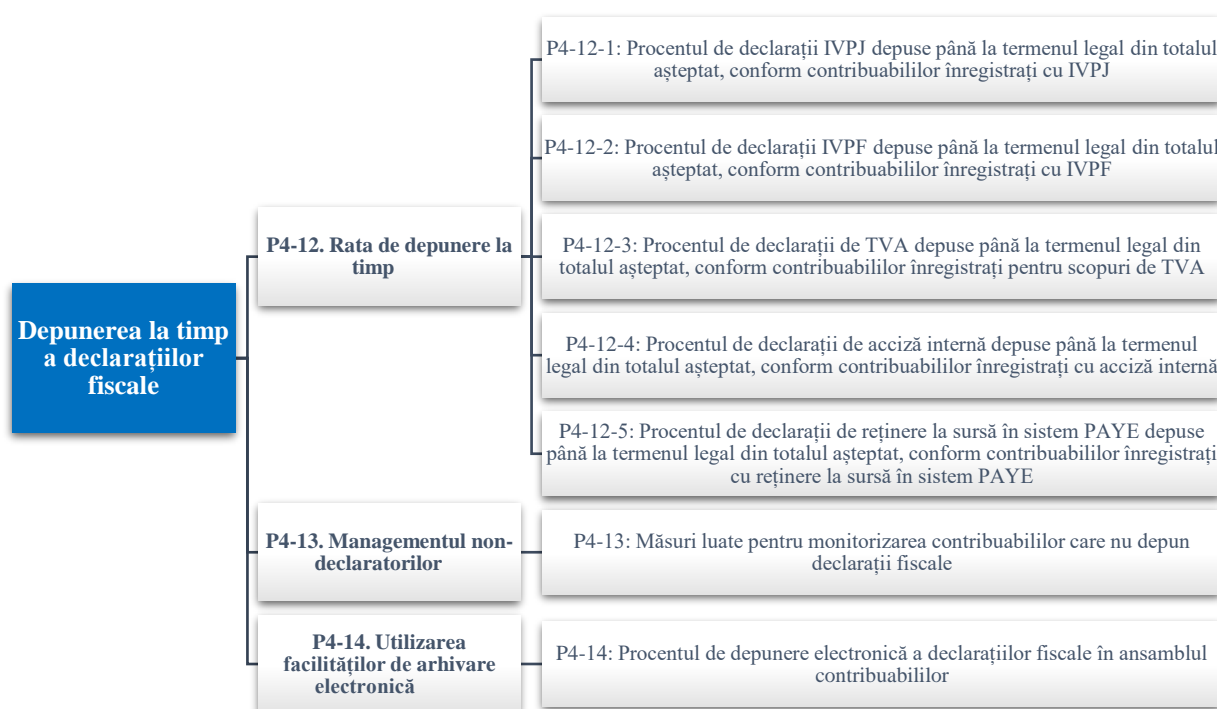 Depunerea la timp
a declarațiilor
fiscale
P4-12. Rata de depunere la
timp
P4-12-1: Procentul de declarații IVPJ depuse până la termenul legal din totalul
așteptat, conform contribuabililor înregistrați cu IVPJ
P4-12-2: Procentul de declarații IVPF depuse până la termenul legal din totalul
așteptat, conform contribuabililor înregistrați cu IVPF
P4-12-3: Procentul de declarații de TVA depuse până la termenul legal din
totalul așteptat, conform contribuabililor înregistrați pentru scopuri de TVA
P4-12-4: Procentul de declarații de acciză internă depuse până la termenul
legal din totalul așteptat, conform contribuabililor înregistrați cu acciză internă
P4-12-5: Procentul de declarații de reținere la sursă în sistem PAYE depuse
până la termenul legal din totalul așteptat, conform contribuabililor înregistrați
cu reținere la sursă în sistem PAYE
P4-13. Managementul non-
declaratorilor
P4-13: Măsuri luate pentru monitorizarea contribuabililor care nu depun
declarații fiscale
P4-14. Utilizarea
facilităților de arhivare
electronică
P4-14: Procentul de depunere electronică a declarațiilor fiscale în ansamblul
contribuabililor